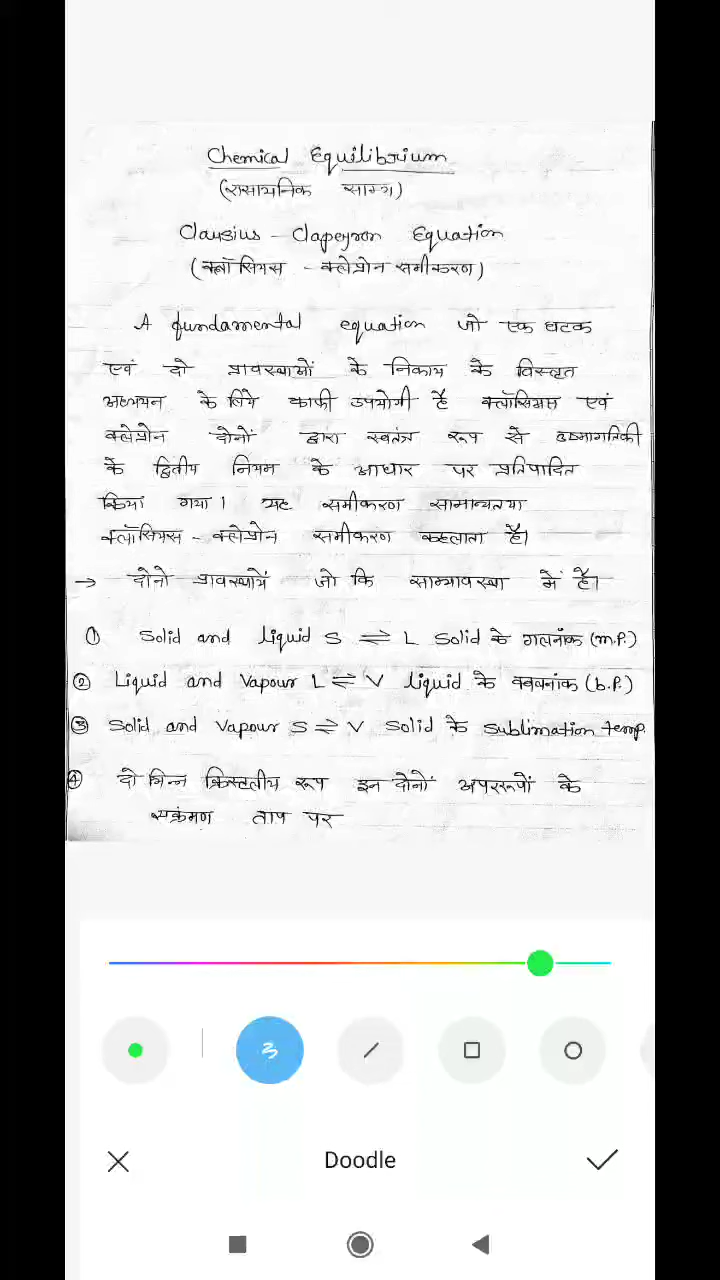 Chemical Equilibrium
(रासायनिक साम्य)
Clausius - Clapeyron Equation
(क्लॉसियस - क्लेप्रोन समीकरण)
A fundamental equation जो एक घटक
एवं दो प्रावस्थाओं के निकाय के विस्तृत
अध्ययन के लिये काफी उपयोगी है क्लॉसियस एवं
क्लेप्रोन दोनों द्वारा स्वतंत्र रूप से ऊष्मागतिकी
के द्वितीय नियम के आधार पर प्रतिपादित
किया गया। यह समीकरण सामान्यतया
क्लॉसियस - क्लेप्रोन समीकरण कहलाता है।
→ दोनो प्रावस्थायें जो कि साम्यावस्था में है।
① Solid and liquid S ⇌ L Solid के गलनांक (m.p.)
② Liquid and Vapour L ⇌ V liquid के क्वथनांक (b.p.)
③ Solid and Vapour S ⇌ V Solid के Sublimation temp.
④ दो भिन्न क्रिस्टलीय रूप इन दोनों अपररूपों के
संक्रमण ताप पर
Doodle